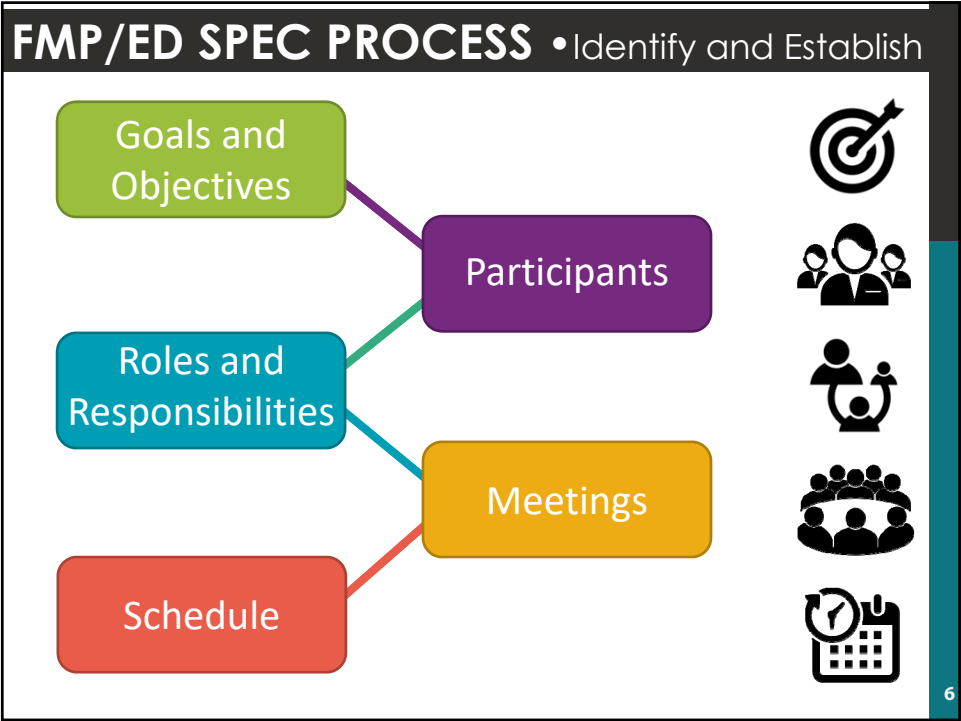 FMP/ED SPEC PROCESS •Identify and Establish
Goals and
Objectives
Participants
Roles and
Responsibilities
Meetings
Schedule
6